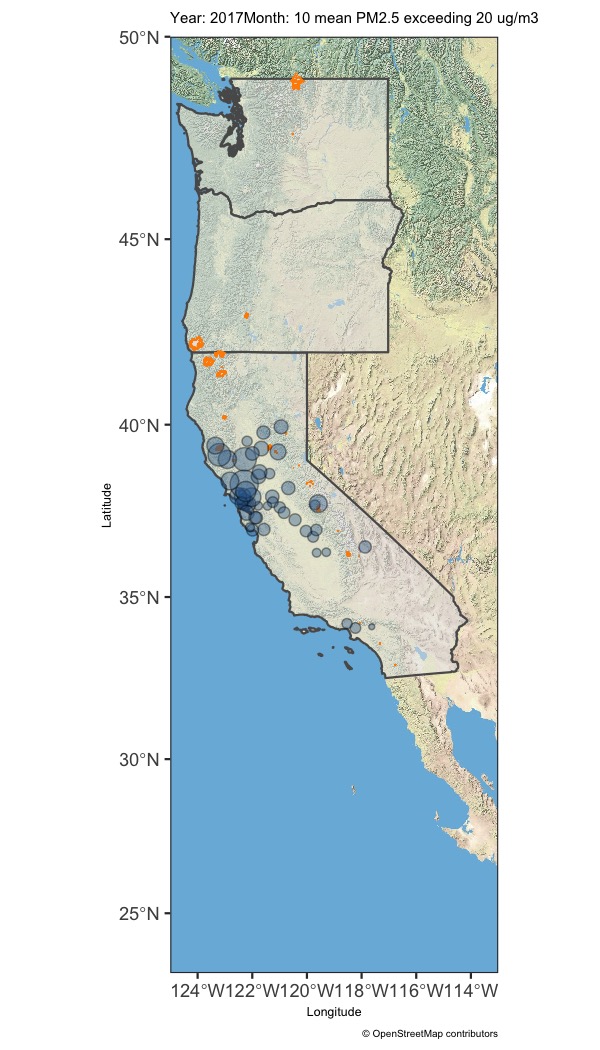 Year: 2017Month: 10 mean PM2.5 exceeding 20 ug/m3
50°N
45°N
40°N
35°N
30°N
25°N
Latitude
124°W122°W120°W118°W116°W114°W
Longitude
© OpenStreetMap contributors